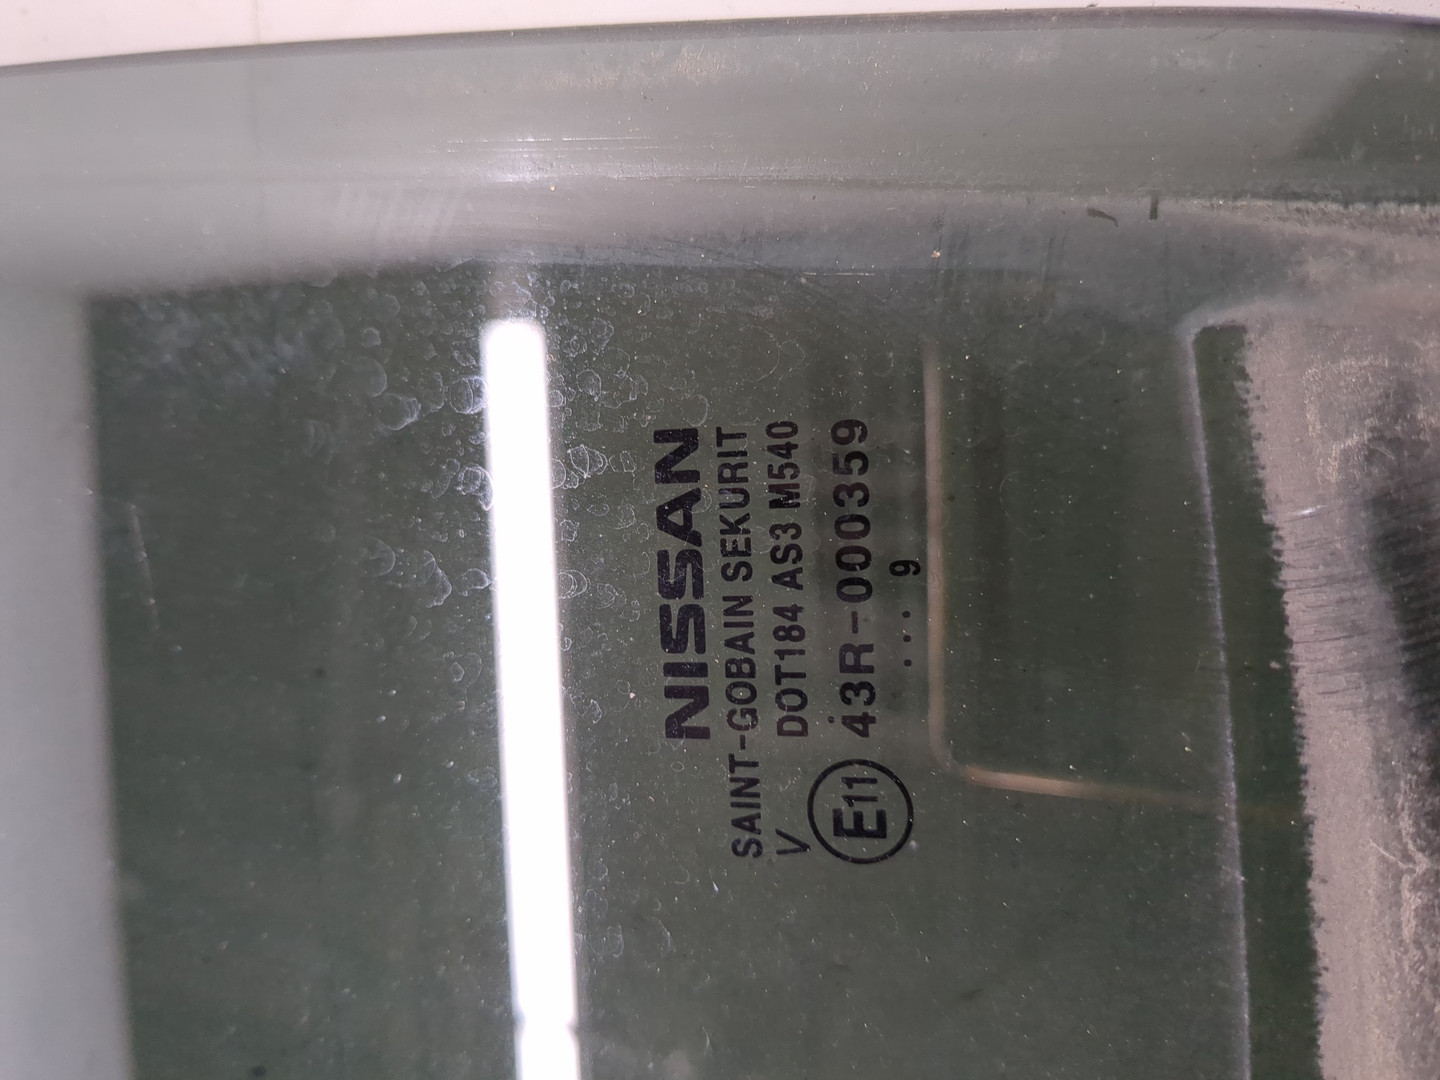 NISSAN
SAINT-GOBAIN SEKURIT
V DOT184 AS3 M540
E11 43R-000359
... 9